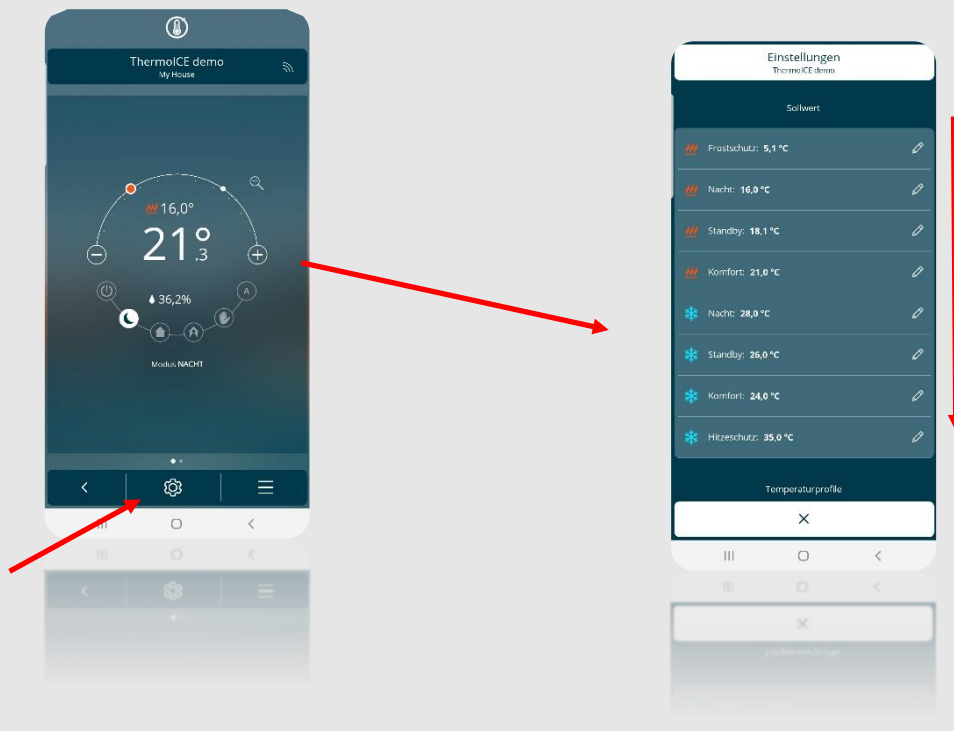 ThermoICE demo
My House
16,0°
21°.3
36,2%
A
Modus NACHT
Einstellungen
ThermoICE demo
Sollwert
Frostschutz: 5,1 °C
Nacht: 16,0 °C
Standby: 18,1 °C
Komfort: 21,0 °C
Nacht: 28,0 °C
Standby: 26,0 °C
Komfort: 24,0 °C
Hitzeschutz: 35,0 °C
Temperaturprofile